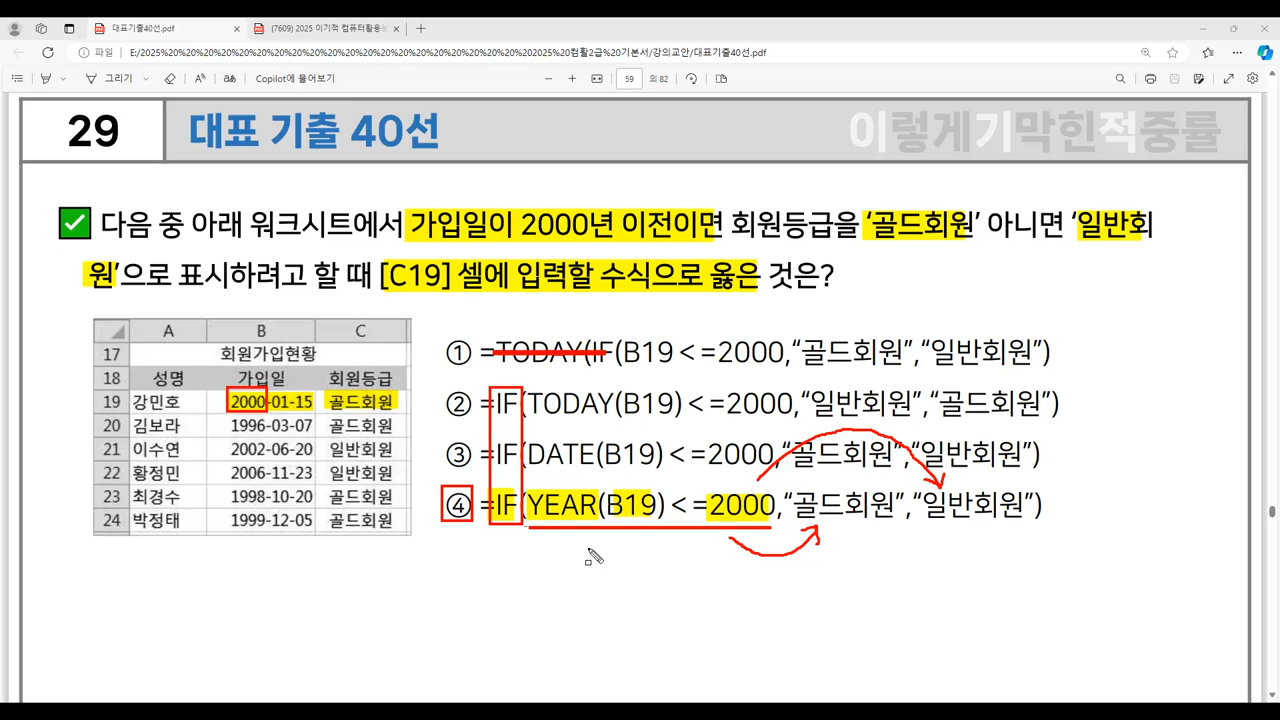 대표기출40선.pdf
(7609) 2025 이기적 컴퓨터활용능
파일
E:/2025%20%20%20%20%20%20%20%20%20%20%20%20%20%20%202025%20컴활2급%20기본서/강의교안/대표기출40선.pdf
그리기
aあ
Copilot에 물어보기
59
의 82
29
대표 기출 40선
이렇게기막힌적중률
다음 중 아래 워크시트에서 가입일이 2000년 이전이면 회원등급을 ‘골드회원’ 아니면 ‘일반회
원’으로 표시하려고 할 때 [C19] 셀에 입력할 수식으로 옳은 것은?
A B C
17 회원가입현황
18 성명 가입일 회원등급
19 강민호 2000-01-15 골드회원
20 김보라 1996-03-07 골드회원
21 이수연 2002-06-20 일반회원
22 황정민 2006-11-23 일반회원
23 최경수 1998-10-20 골드회원
24 박정태 1999-12-05 골드회원
① =TODAY(IF(B19<=2000,“골드회원”,“일반회원”)
② =IF(TODAY(B19)<=2000,“일반회원”,“골드회원”)
③ =IF(DATE(B19)<=2000,“골드회원”,“일반회원”)
④ =IF(YEAR(B19)<=2000,“골드회원”,“일반회원”)